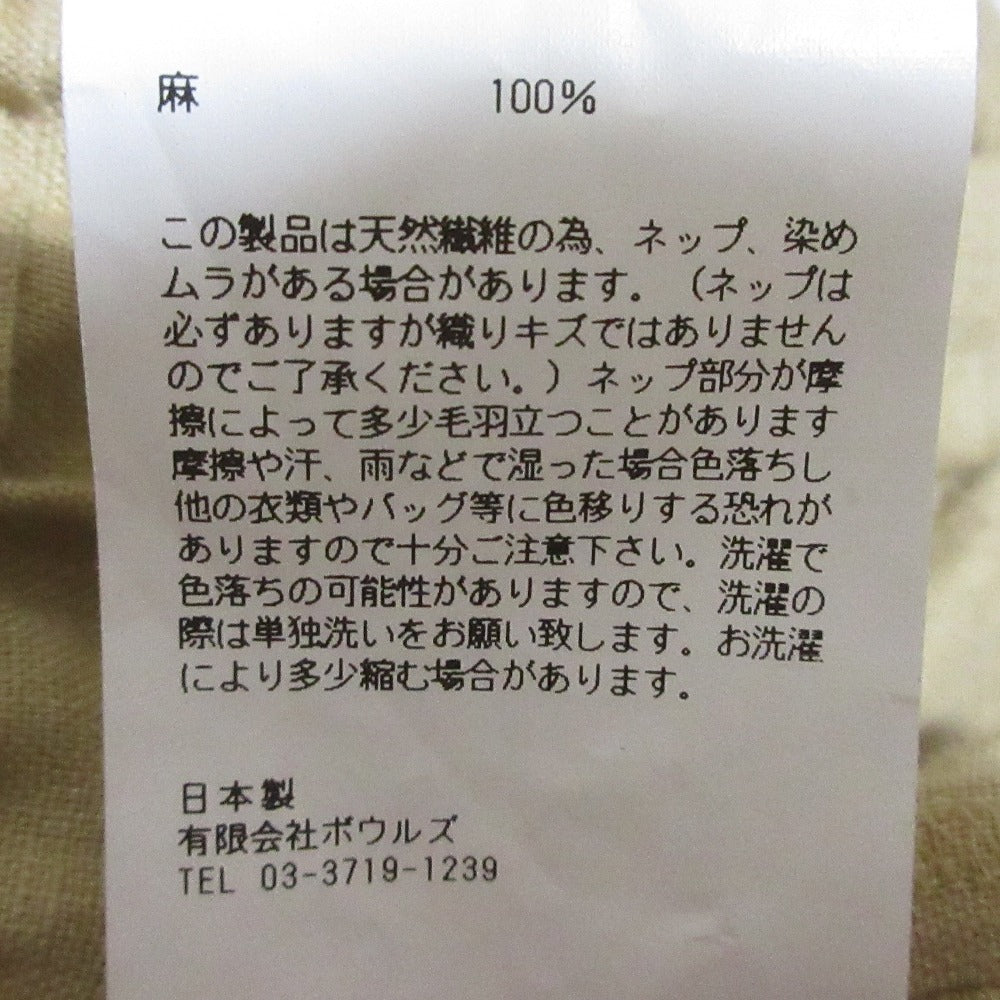 麻 100%
この製品は天然繊維の為、ネップ、染め
ムラがある場合があります。（ネップは
必ずありますが織りキズではありません
のでご了承ください。）ネップ部分が摩
擦によって多少毛羽立つことがあります
摩擦や汗、雨などで湿った場合色落ちし
他の衣類やバッグ等に色移りする恐れが
ありますので十分ご注意下さい。洗濯で
色落ちの可能性がありますので、洗濯の
際は単独洗いをお願い致します。お洗濯
により多少縮む場合があります。
日本製
有限会社ボウルズ
TEL 03-3719-1239